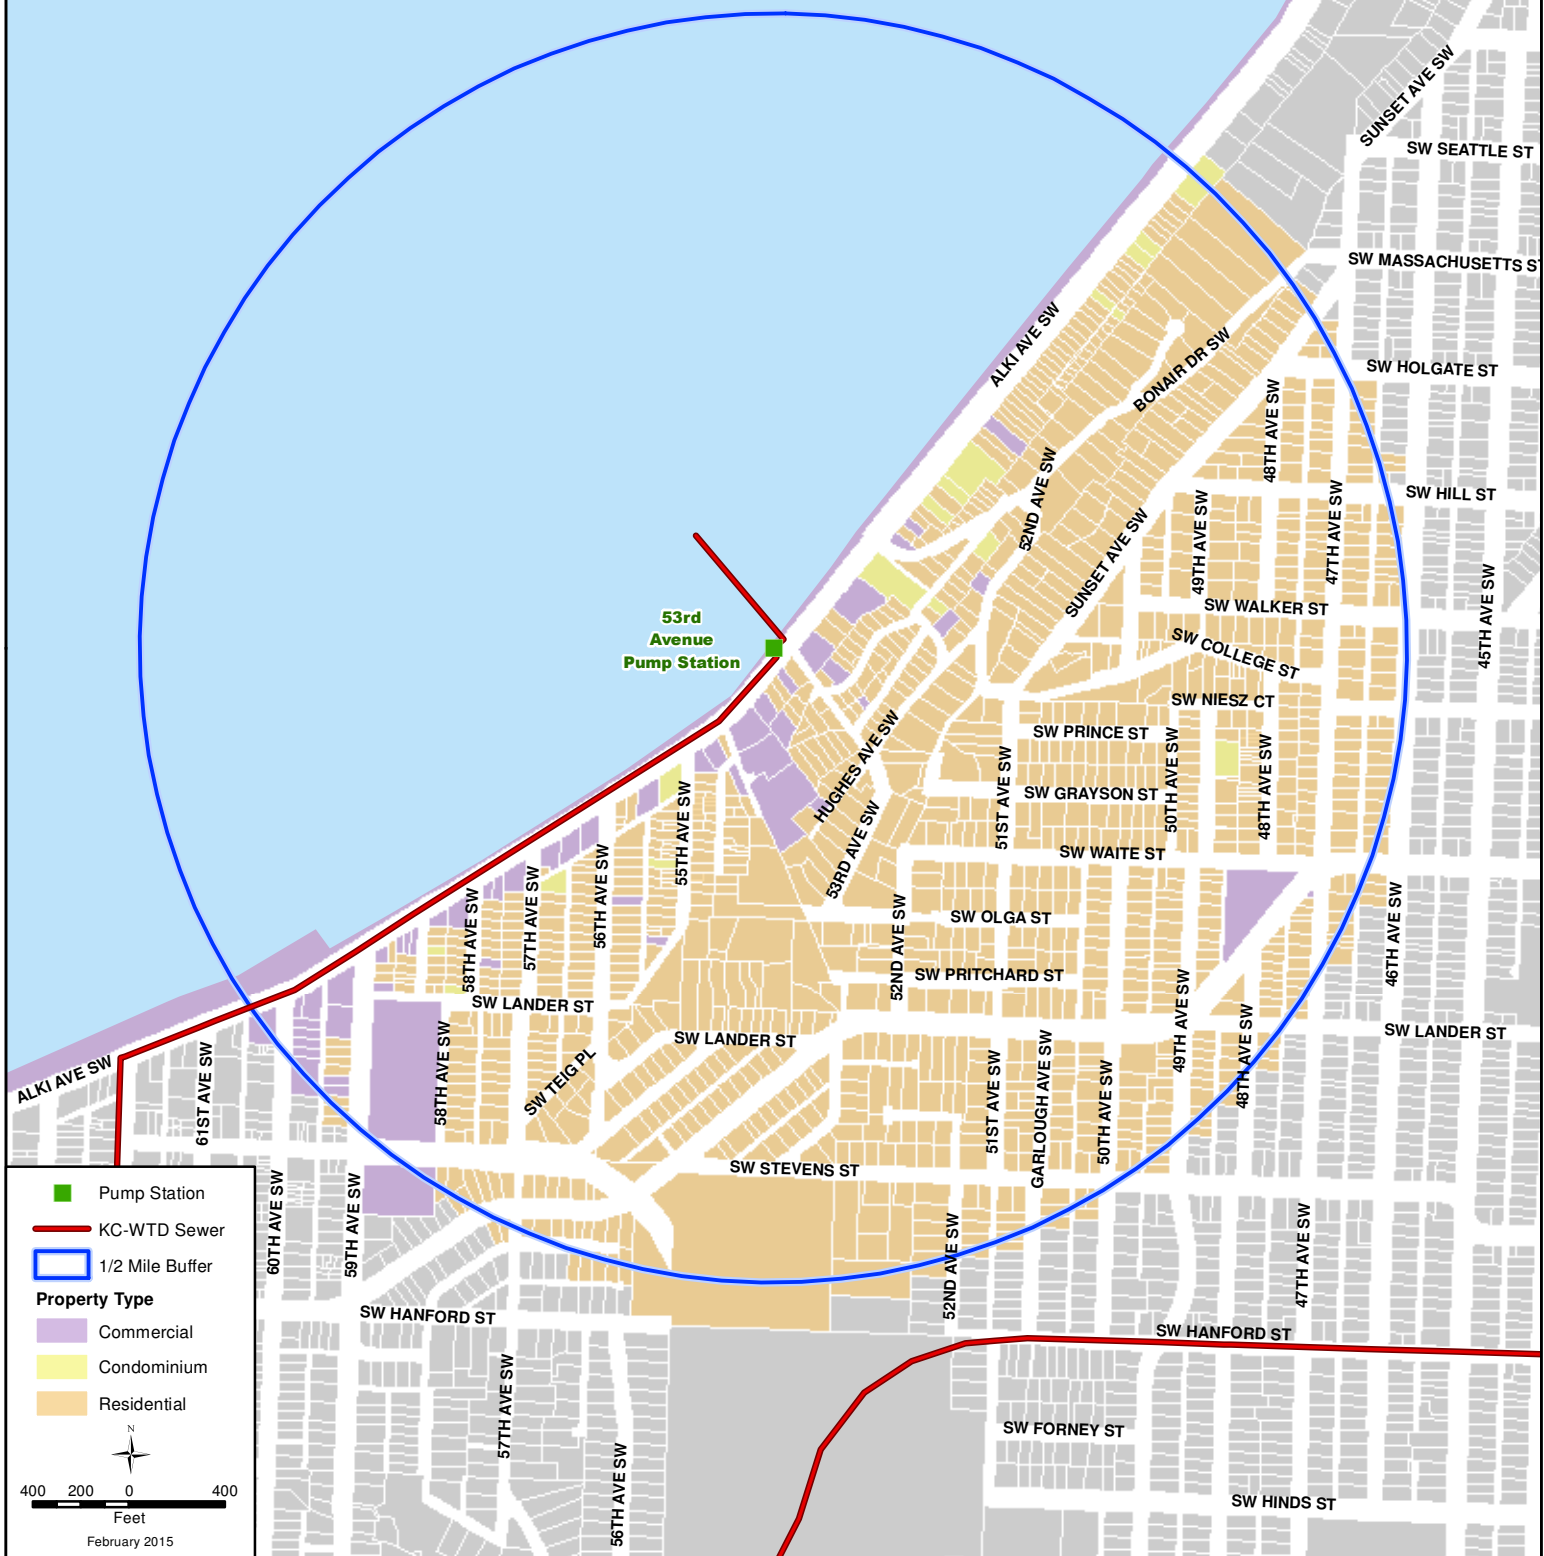 SUNSET AVE SW
SW SEATTLE ST
SW MASSACHUSETTS ST
ALKI AVE SW
BONAIR DR SW
SW HOLGATE ST
48TH AVE SW
52ND AVE SW
SW HILL ST
49TH AVE SW
47TH AVE SW
SUNSET AVE SW
45TH AVE SW
SW WALKER ST
53rd
Avenue
Pump Station
SW COLLEGE ST
SW NIESZ CT
SW PRINCE ST
HUGHES AVE SW
51ST AVE SW
50TH AVE SW
48TH AVE SW
SW GRAYSON ST
55TH AVE SW
53RD AVE SW
SW WAITE ST
56TH AVE SW
57TH AVE SW
58TH AVE SW
52ND AVE SW
SW OLGA ST
46TH AVE SW
SW PRITCHARD ST
49TH AVE SW
SW LANDER ST
SW LANDER ST
48TH AVE SW
SW LANDER ST
ALKI AVE SW
61ST AVE SW
58TH AVE SW
SW TEIG PL
51ST AVE SW
GARLOUGH AVE SW
50TH AVE SW
SW STEVENS ST
60TH AVE SW
59TH AVE SW
52ND AVE SW
47TH AVE SW
SW HANFORD ST
SW HANFORD ST
57TH AVE SW
56TH AVE SW
SW FORNEY ST
SW HINDS ST
Pump Station
KC-WTD Sewer
1/2 Mile Buffer
Property Type
Commercial
Condominium
Residential
N
400 200 0 400
Feet
February 2015